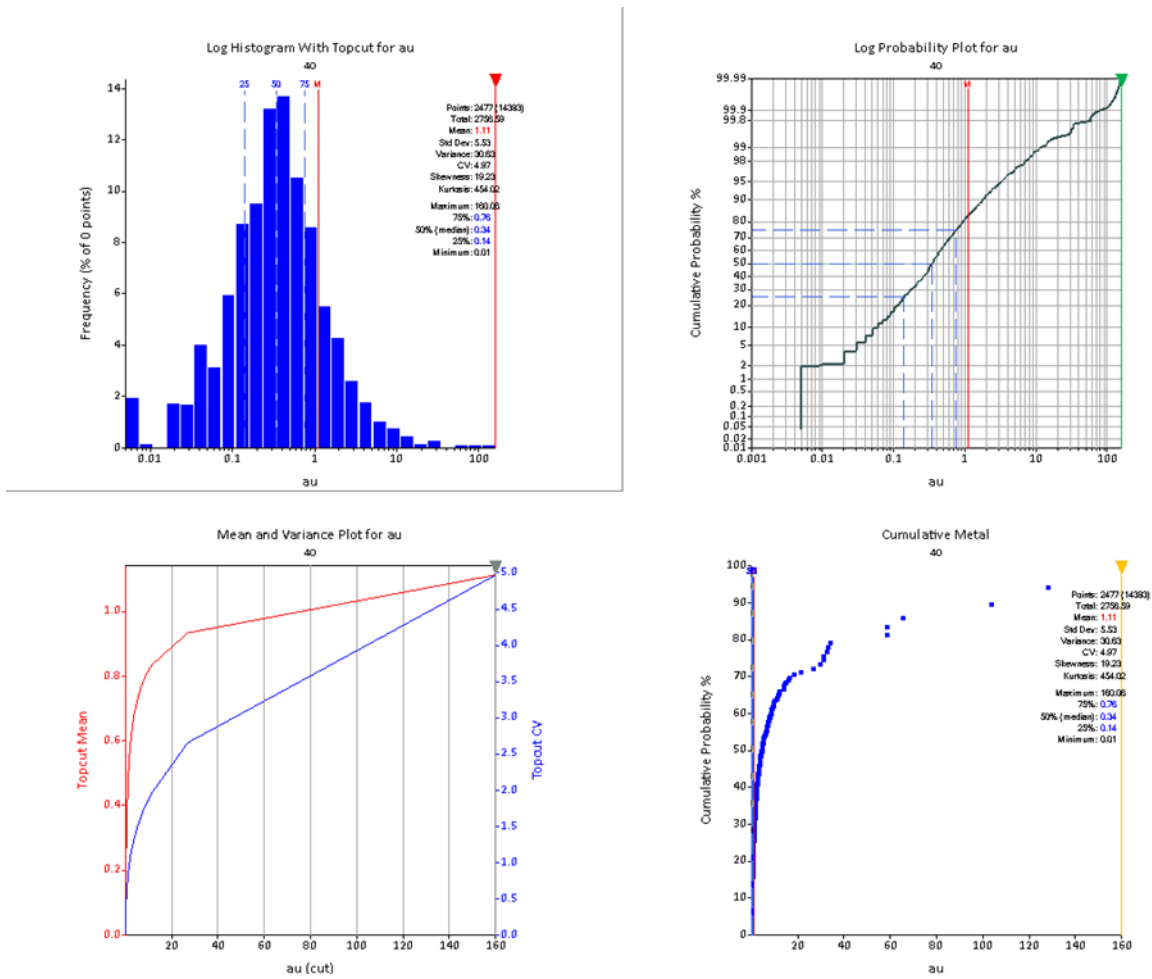 Log Histogram With Topcut for au
40
25 50 75 M
Frequency (% of 0 points)
14
12
10
8
6
4
2
0
Points: 2477 (14393)
Total: 2756.59
Mean: 1.11
Std Dev: 5.53
Variance: 30.63
CV: 4.97
Skewness: 19.23
Kurtosis: 454.02
Maximum: 160.06
75%: 0.76
50% (median): 0.34
25%: 0.14
Minimum: 0.01
0.01 0.1 1 10 100
au
Log Probability Plot for au
40
M
Cumulative Probability %
99.99
99.9
99.8
99
98
95
90
80
70
60
50
40
30
20
10
5
2
1
0.5
0.2
0.1
0.05
0.02
0.01
0.001 0.01 0.1 1 10 100
au
Mean and Variance Plot for au
40
Topcut Mean
1.0
0.8
0.6
0.4
0.2
0.0
Topcut CV
5.0
4.5
4.0
3.5
3.0
2.5
2.0
1.5
1.0
0.5
0.0
20 40 60 80 100 120 140 160
au (cut)
Cumulative Metal
40
Cumulative Probability %
100
90
80
70
60
50
40
30
20
10
0
Points: 2477 (14393)
Total: 2756.59
Mean: 1.11
Std Dev: 5.53
Variance: 30.63
CV: 4.97
Skewness: 19.23
Kurtosis: 454.02
Maximum: 160.06
75%: 0.76
50% (median): 0.34
25%: 0.14
Minimum: 0.01
20 40 60 80 100 120 140 160
au